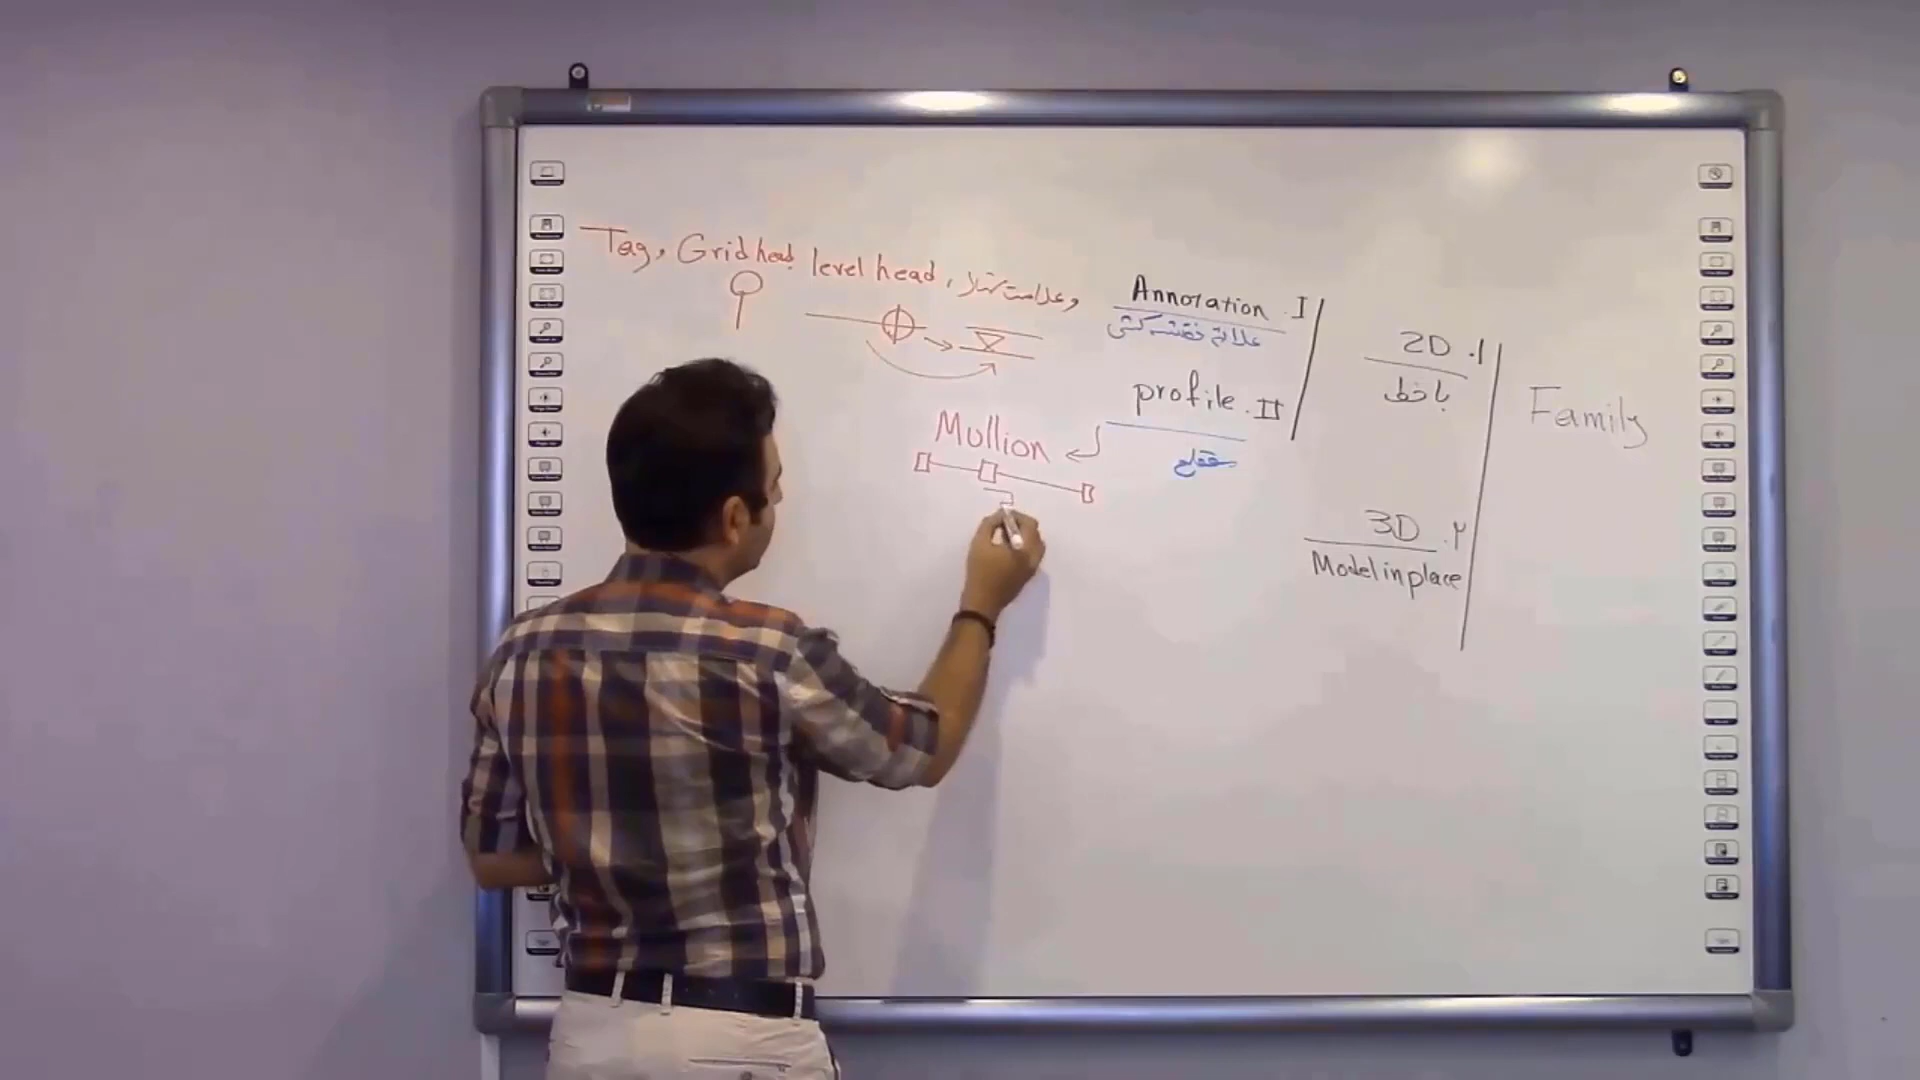 Family
2D .۱
با خط
3D .۲
Model in place
Annotation .I
علائم نقشه کشی
Tag, Grid head, level head, و علامت
profile .II
مقطع
Mullion